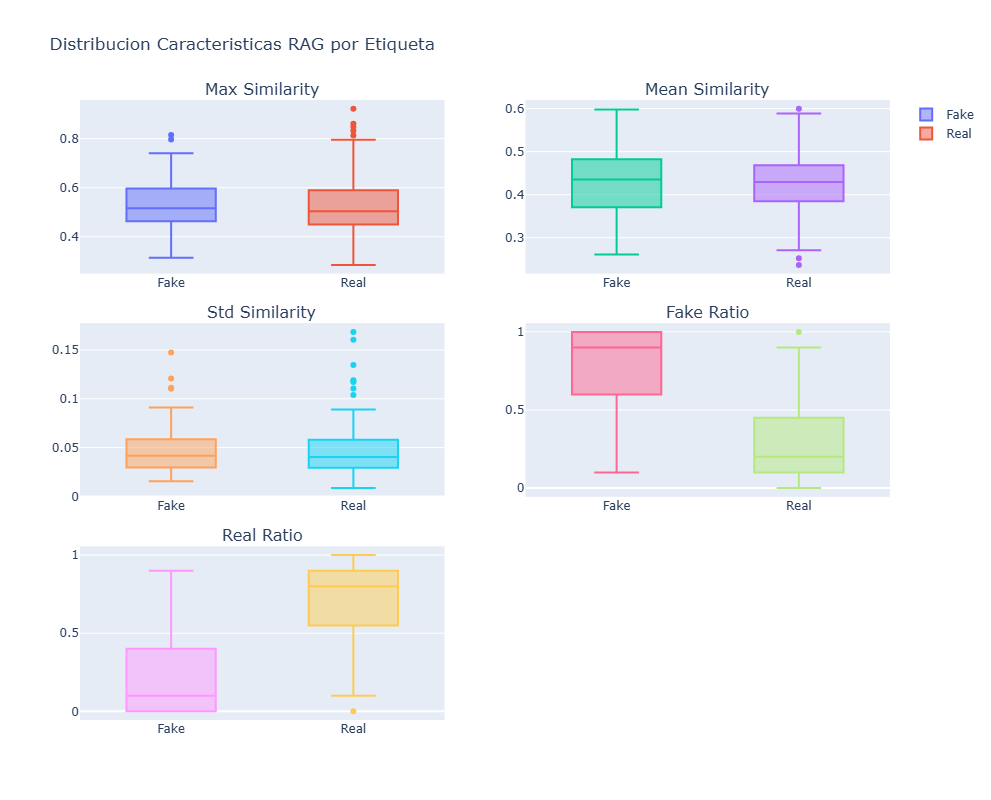 Distribucion Caracteristicas RAG por Etiqueta
Max Similarity
0.8
0.6
0.4
Fake
Real
Mean Similarity
0.6
0.5
0.4
0.3
Fake
Real
Fake
Real
Std Similarity
0.15
0.1
0.05
0
Fake
Real
Fake Ratio
1
0.5
0
Fake
Real
Real Ratio
1
0.5
0
Fake
Real